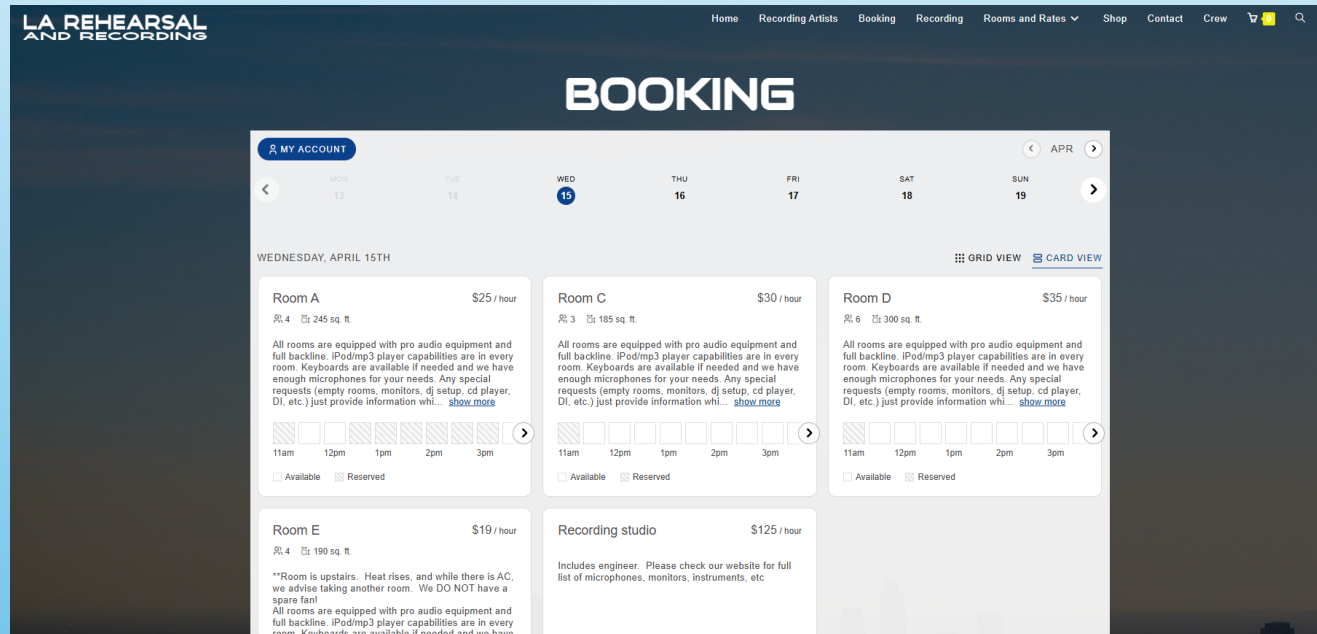 LA REHEARSAL
AND RECORDING
Home Recording Artists Booking Recording Rooms and Rates Shop Contact Crew 0
BOOKING
MY ACCOUNT
APR
MON TUE WED THU FRI SAT SUN
13 14 15 16 17 18 19
WEDNESDAY, APRIL 15TH
GRID VIEW CARD VIEW
Room A $25 / hour
4 245 sq. ft.
All rooms are equipped with pro audio equipment and
full backline. iPod/mp3 player capabilities are in every
room. Keyboards are available if needed and we have
enough microphones for your needs. Any special
requests (empty rooms, monitors, dj setup, cd player,
DI, etc.) just provide information whi... show more
11am 12pm 1pm 2pm 3pm
Available Reserved
Room C $30 / hour
3 185 sq. ft.
All rooms are equipped with pro audio equipment and
full backline. iPod/mp3 player capabilities are in every
room. Keyboards are available if needed and we have
enough microphones for your needs. Any special
requests (empty rooms, monitors, dj setup, cd player,
DI, etc.) just provide information whi... show more
11am 12pm 1pm 2pm 3pm
Available Reserved
Room D $35 / hour
6 300 sq. ft.
All rooms are equipped with pro audio equipment and
full backline. iPod/mp3 player capabilities are in every
room. Keyboards are available if needed and we have
enough microphones for your needs. Any special
requests (empty rooms, monitors, dj setup, cd player,
DI, etc.) just provide information whi... show more
11am 12pm 1pm 2pm 3pm
Available Reserved
Room E $19 / hour
4 190 sq. ft.
**Room is upstairs. Heat rises, and while there is AC,
we advise taking another room. We DO NOT have a
spare fan!
All rooms are equipped with pro audio equipment and
full backline. iPod/mp3 player capabilities are in every
room. Keyboards are available if needed and we have
Recording studio $125 / hour
Includes engineer. Please check our website for full
list of microphones, monitors, instruments, etc